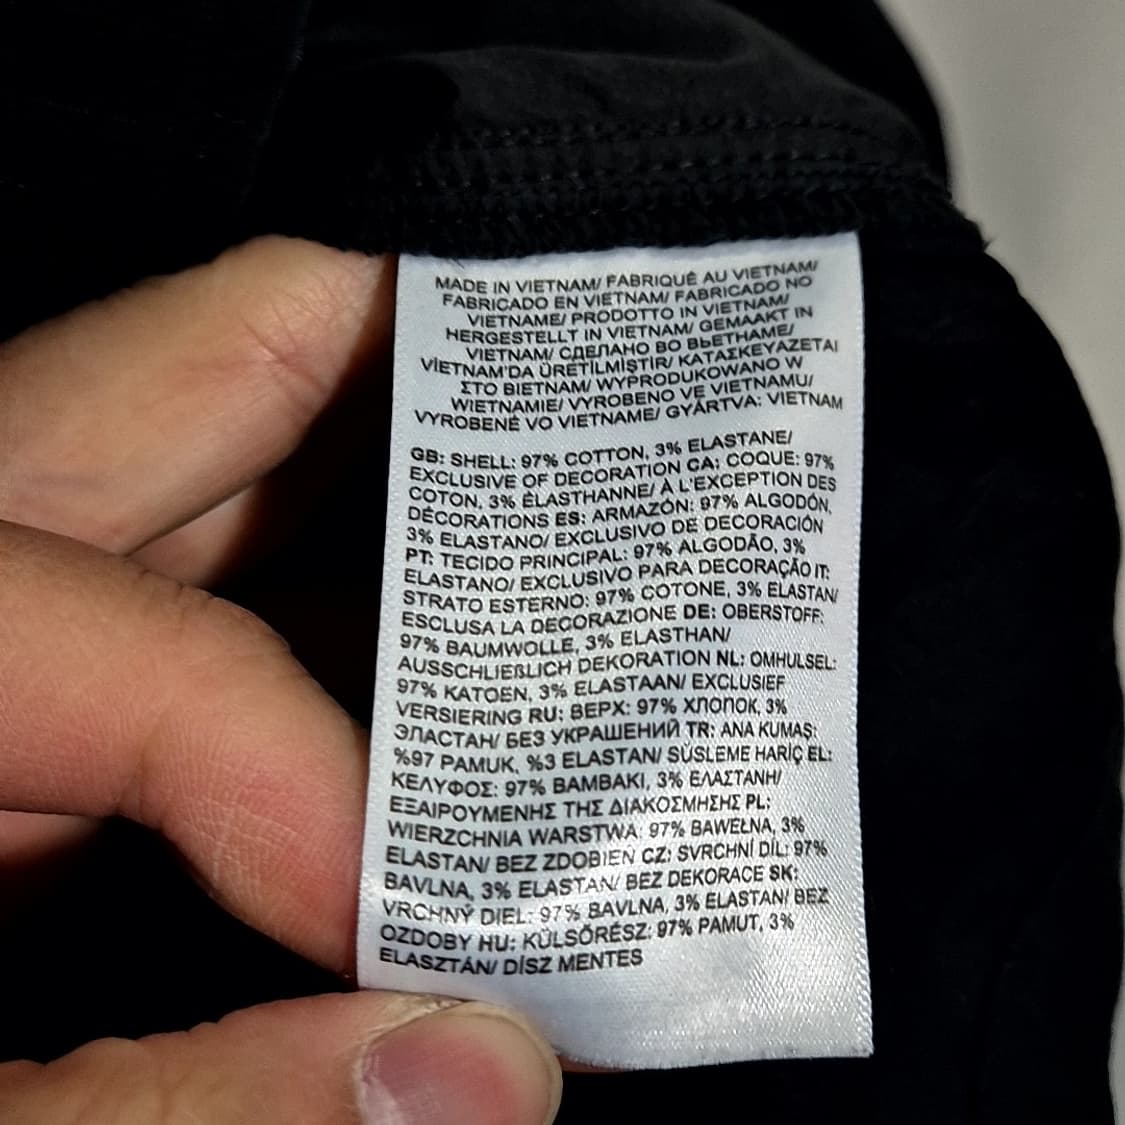 MADE IN VIETNAM/ FABRIQUÉ AU VIETNAM/
FABRICADO EN VIETNAM/ FABRICADO NO
VIETNAME/ PRODOTTO IN VIETNAM/
HERGESTELLT IN VIETNAM/ GEMAAKT IN
VIETNAM/ СДЕЛАНО ВО ВЬЕТНАМЕ/
VİETNAM'DA ÜRETİLMİŞTİR/ ΚΑΤΑΣΚΕΥΑΖΕΤΑΙ
ΣΤΟ ΒΙΕΤΝΑΜ/ WYPRODUKOWANO W
WIETNAMIE/ VYROBENO VE VIETNAMU/
VYROBENÉ VO VIETNAME/ GYÁRTVA: VIETNAM
GB: SHELL: 97% COTTON, 3% ELASTANE/
EXCLUSIVE OF DECORATION CA: COQUE: 97%
COTON, 3% ÉLASTHANNE/ À L'EXCEPTION DES
DÉCORATIONS ES: ARMAZÓN: 97% ALGODÓN,
3% ELASTANO/ EXCLUSIVO DE DECORACIÓN
PT: TECIDO PRINCIPAL: 97% ALGODÃO, 3%
ELASTANO/ EXCLUSIVO PARA DECORAÇÃO IT:
STRATO ESTERNO: 97% COTONE, 3% ELASTAN/
ESCLUSA LA DECORAZIONE DE: OBERSTOFF:
97% BAUMWOLLE, 3% ELASTHAN/
AUSSCHLIEßLICH DEKORATION NL: OMHULSEL:
97% KATOEN, 3% ELASTAAN/ EXCLUSIEF
VERSIERING RU: ВЕРХ: 97% ХЛОПОК, 3%
ЭЛАСТАН/ БЕЗ УКРАШЕНИЙ TR: ANA KUMAŞ:
%97 PAMUK, %3 ELASTAN/ SÜSLEME HARİÇ EL:
ΚΕΛΥΦΟΣ: 97% ΒΑΜΒΑΚΙ, 3% ΕΛΑΣΤΑΝΗ/
ΕΞΑΙΡΟΥΜΕΝΗΣ ΤΗΣ ΔΙΑΚΟΣΜΗΣΗΣ PL:
WIERZCHNIA WARSTWA: 97% BAWEŁNA, 3%
ELASTAN/ BEZ ZDOBIEŃ CZ: SVRCHNÍ DÍL: 97%
BAVLNA, 3% ELASTAN/ BEZ DEKORACE SK:
VRCHNÝ DIEL: 97% BAVLNA, 3% ELASTAN/ BEZ
OZDOBY HU: KÜLSŐRÉSZ: 97% PAMUT, 3%
ELASZTÁN/ DÍSZ MENTES